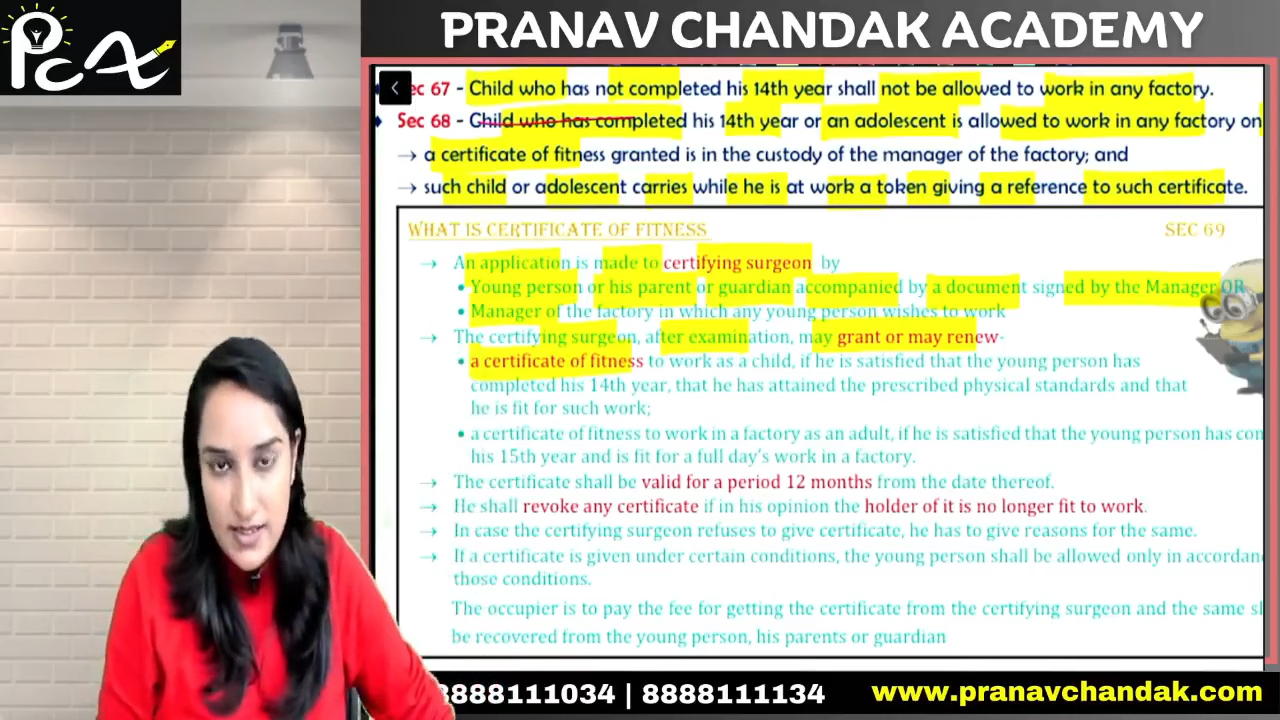 PCA
PRANAV CHANDAK ACADEMY
ec 67 - Child who has not completed his 14th year shall not be allowed to work in any factory.
Sec 68 - Child who has completed his 14th year or an adolescent is allowed to work in any factory on
→ a certificate of fitness granted is in the custody of the manager of the factory; and
→ such child or adolescent carries while he is at work a token giving a reference to such certificate.
WHAT IS CERTIFICATE OF FITNESS SEC 69
→ An application is made to certifying surgeon by
• Young person or his parent or guardian accompanied by a document signed by the Manager OR
• Manager of the factory in which any young person wishes to work
→ The certifying surgeon, after examination, may grant or may renew-
• a certificate of fitness to work as a child, if he is satisfied that the young person has
completed his 14th year, that he has attained the prescribed physical standards and that
he is fit for such work;
• a certificate of fitness to work in a factory as an adult, if he is satisfied that the young person has con
his 15th year and is fit for a full day's work in a factory.
→ The certificate shall be valid for a period 12 months from the date thereof.
→ He shall revoke any certificate if in his opinion the holder of it is no longer fit to work.
→ In case the certifying surgeon refuses to give certificate, he has to give reasons for the same.
→ If a certificate is given under certain conditions, the young person shall be allowed only in accordan
those conditions.
The occupier is to pay the fee for getting the certificate from the certifying surgeon and the same sh
be recovered from the young person, his parents or guardian
8888111034 | 8888111134 www.pranavchandak.com